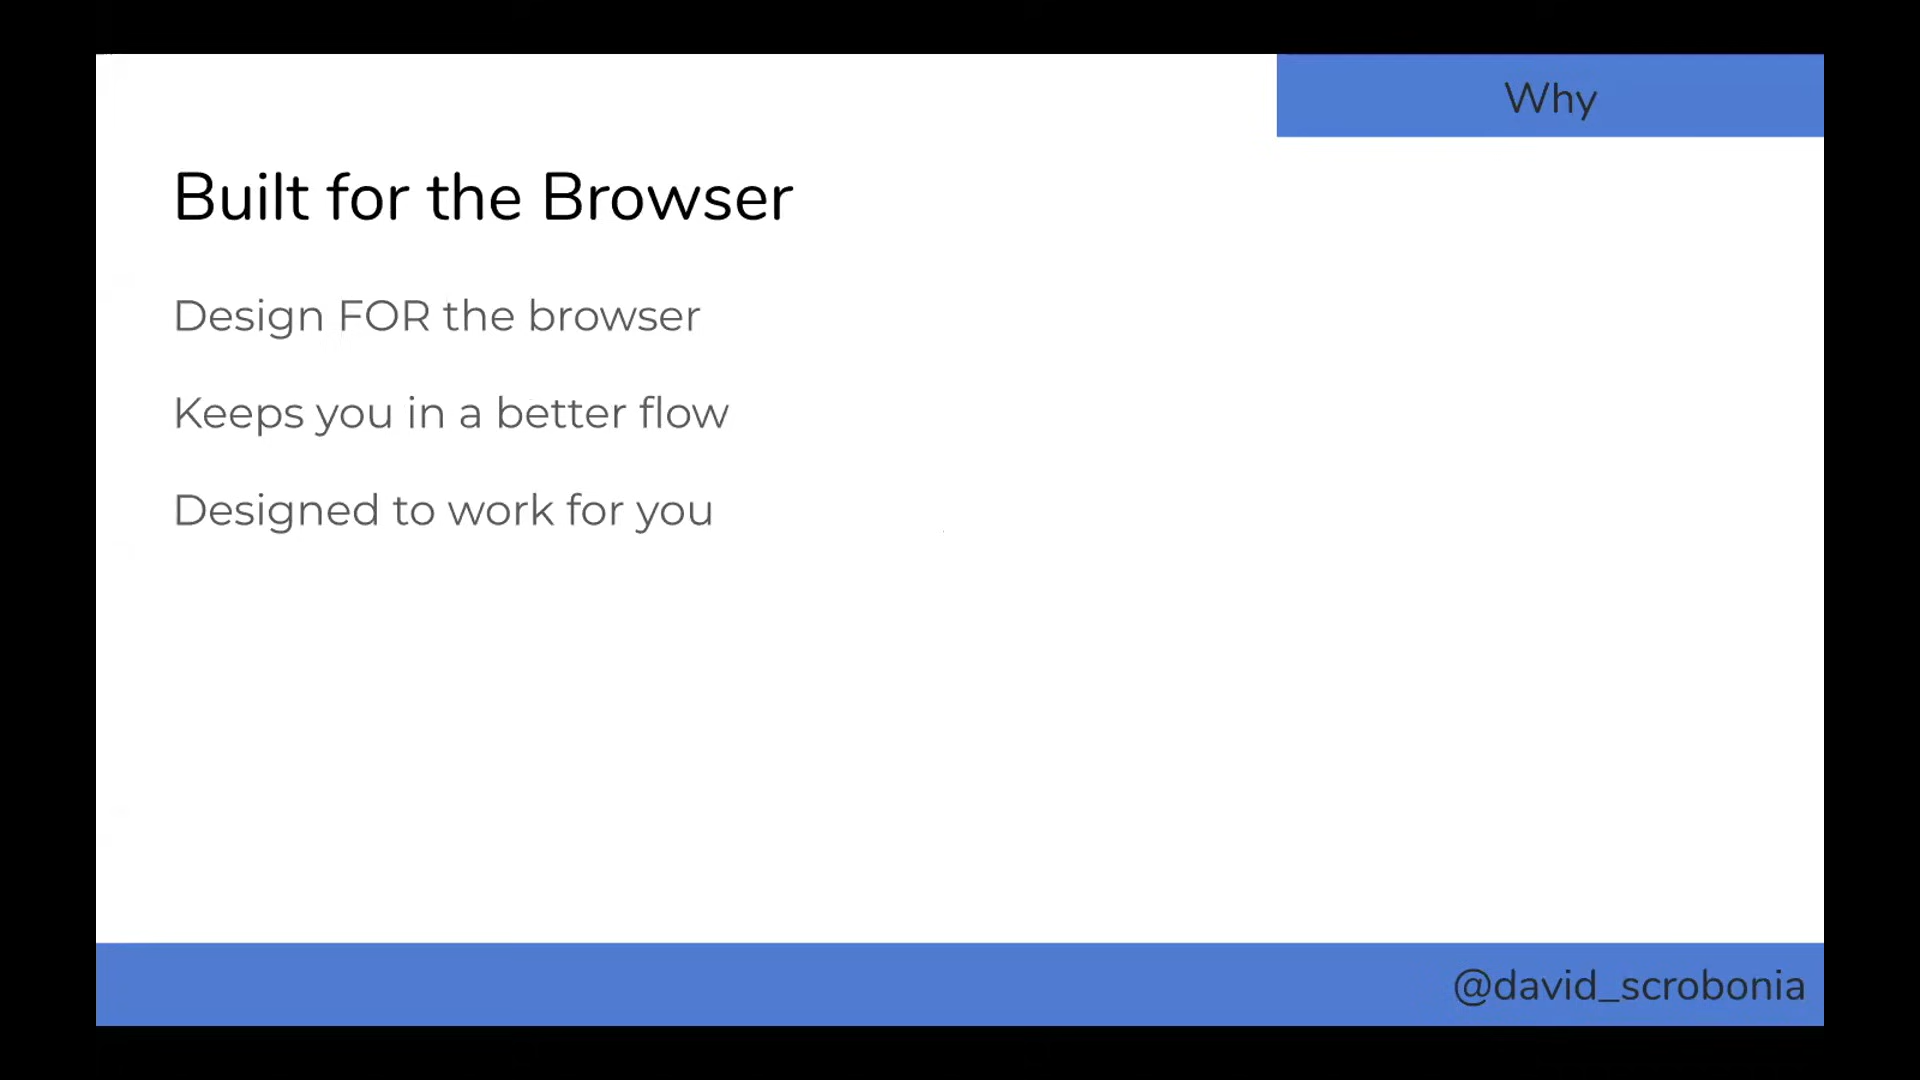 Why
Built for the Browser
Design FOR the browser
Keeps you in a better flow
Designed to work for you
@david_scrobonia